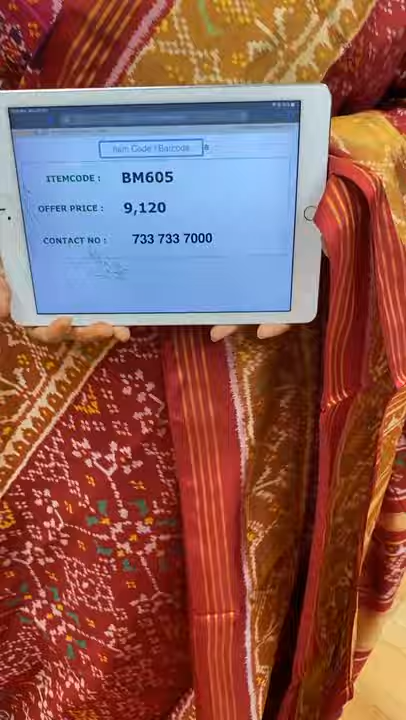 Item Code / Barcode
ITEMCODE : BM605
OFFER PRICE : 9,120
CONTACT NO : 733 733 7000